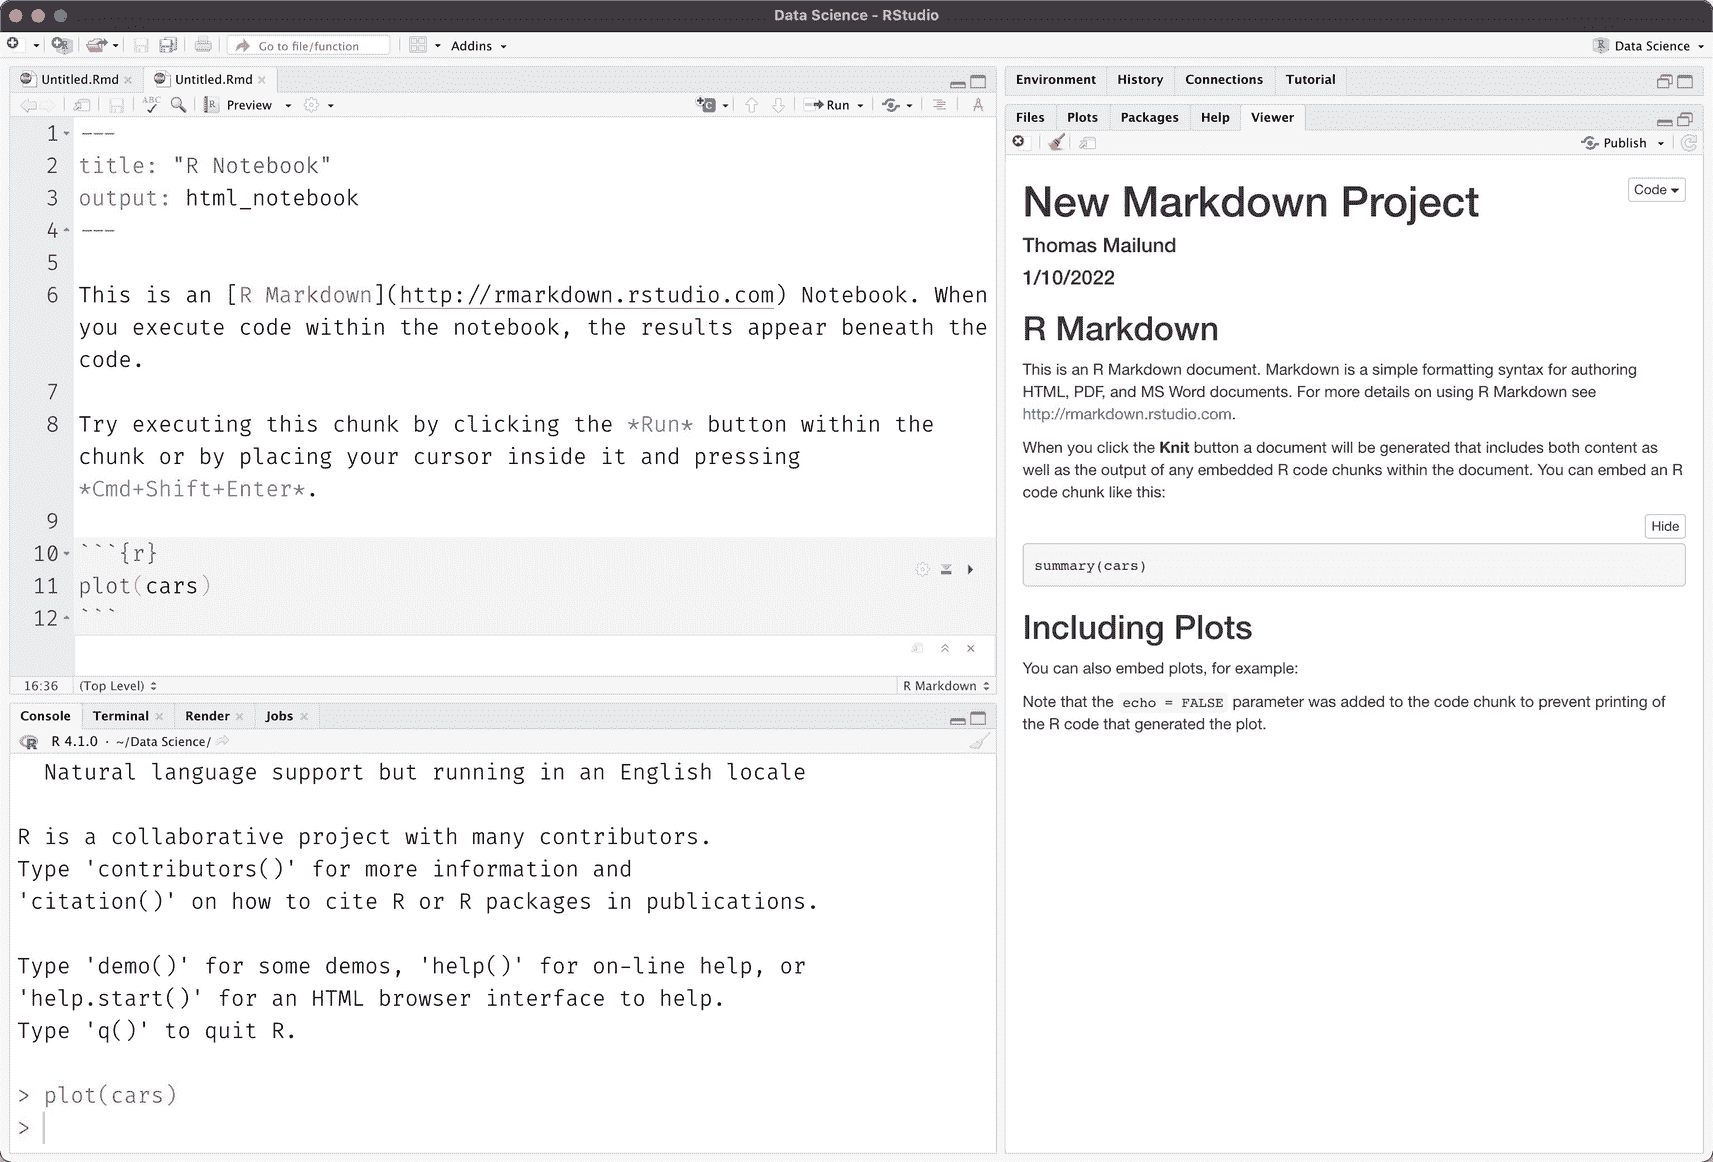 Data Science - RStudio
Go to file/function
Addins
Data Science
Untitled.Rmd
Untitled.Rmd
ABC
Preview
Run
1 ---
2 title: "R Notebook"
3 output: html_notebook
4 ---
5
6 This is an [R Markdown](http://rmarkdown.rstudio.com) Notebook. When
you execute code within the notebook, the results appear beneath the
code.
7
8 Try executing this chunk by clicking the *Run* button within the
chunk or by placing your cursor inside it and pressing
*Cmd+Shift+Enter*.
9
10 ```{r}
11 plot(cars)
12 ```
16:36 (Top Level) R Markdown
Console Terminal Render Jobs
R 4.1.0 · ~/Data Science/
Natural language support but running in an English locale
R is a collaborative project with many contributors.
Type 'contributors()' for more information and
'citation()' on how to cite R or R packages in publications.
Type 'demo()' for some demos, 'help()' for on-line help, or
'help.start()' for an HTML browser interface to help.
Type 'q()' to quit R.
> plot(cars)
>
Environment History Connections Tutorial
Files Plots Packages Help Viewer
Publish
New Markdown Project
Code
Thomas Mailund
1/10/2022
R Markdown
This is an R Markdown document. Markdown is a simple formatting syntax for authoring
HTML, PDF, and MS Word documents. For more details on using R Markdown see
http://rmarkdown.rstudio.com.
When you click the Knit button a document will be generated that includes both content as
well as the output of any embedded R code chunks within the document. You can embed an R
code chunk like this:
Hide
summary(cars)
Including Plots
You can also embed plots, for example:
Note that the echo = FALSE parameter was added to the code chunk to prevent printing of
the R code that generated the plot.